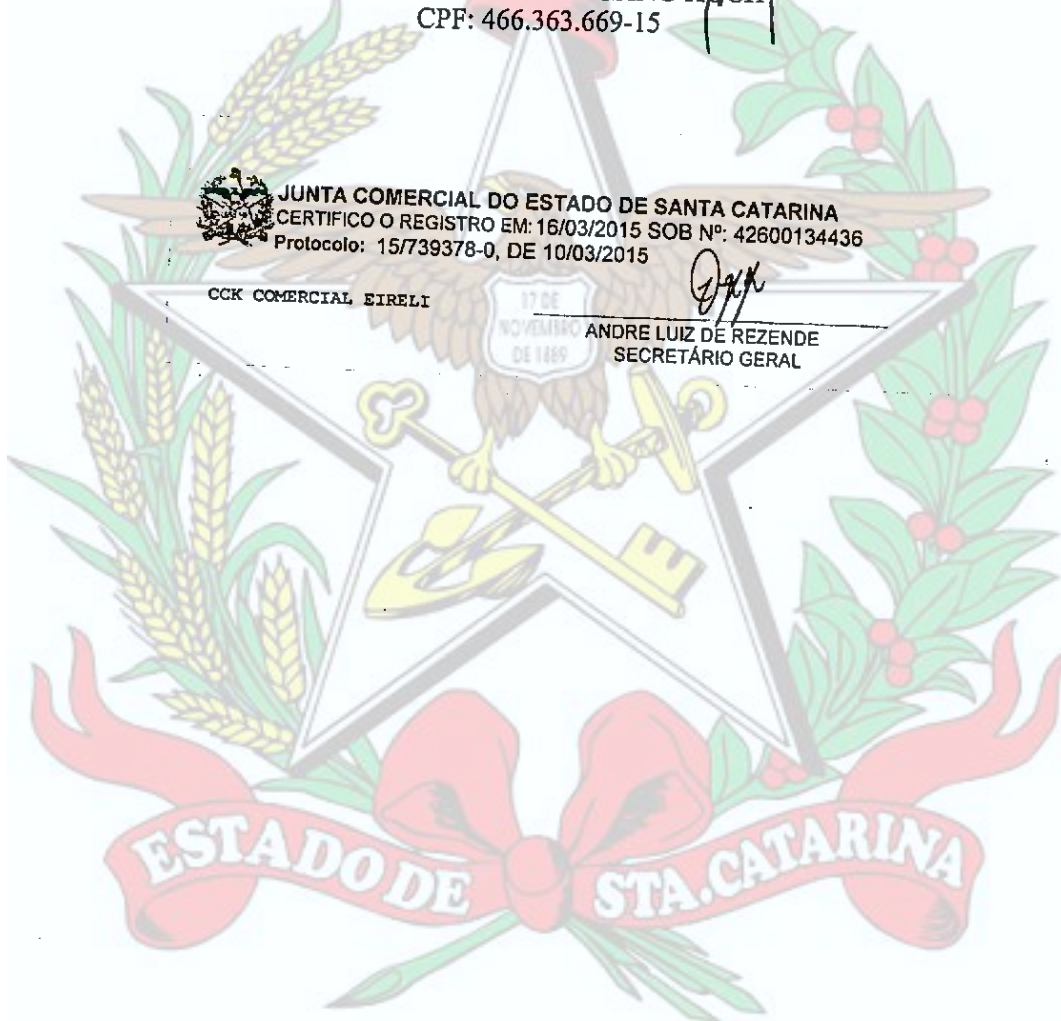 CPF: 466.363.669-15
JUNTA COMERCIAL DO ESTADO DE SANTA CATARINA
CERTIFICO O REGISTRO EM: 16/03/2015 SOB Nº: 42600134436
Protocolo: 15/739378-0, DE 10/03/2015
CCK COMERCIAL EIRELI
ANDRE LUIZ DE REZENDE
SECRETÁRIO GERAL
17 DE
NOVEMBRO
DE 1889
ESTADO DE STA. CATARINA